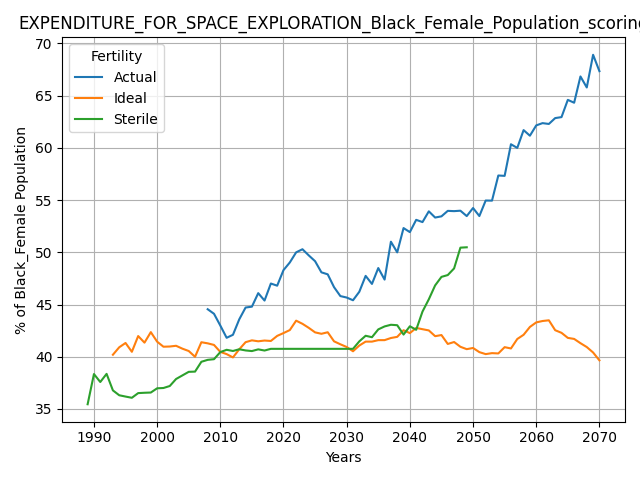 EXPENDITURE_FOR_SPACE_EXPLORATION_Black_Female_Population_scoring
Fertility
Actual
Ideal
Sterile
% of Black_Female Population
70
65
60
55
50
45
40
35
1990 2000 2010 2020 2030 2040 2050 2060 2070
Years